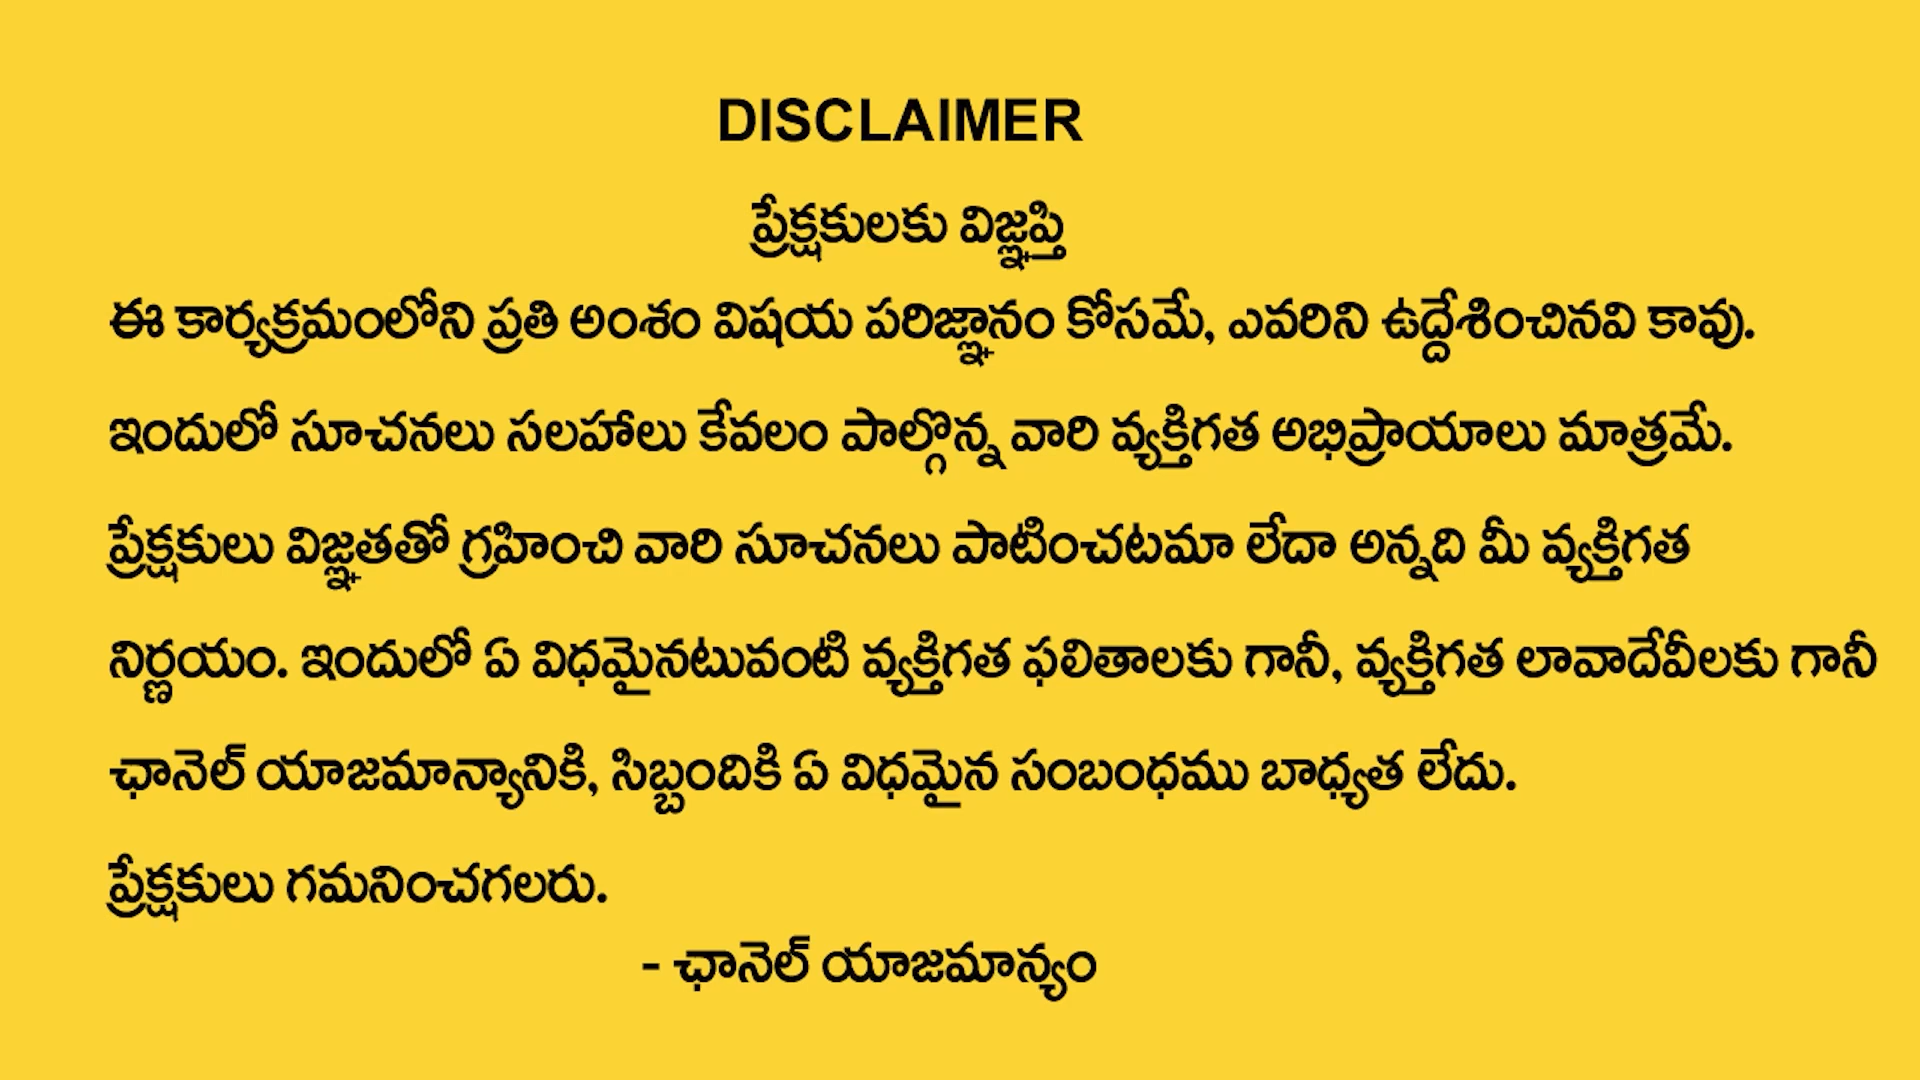 DISCLAIMER
ప్రేక్షకులకు విజ్ఞప్తి
ఈ కార్యక్రమంలోని ప్రతి అంశం విషయ పరిజ్ఞానం కోసమే, ఎవరిని ఉద్దేశించినవి కావు.
ఇందులో సూచనలు సలహాలు కేవలం పాల్గొన్న వారి వ్యక్తిగత అభిప్రాయాలు మాత్రమే.
ప్రేక్షకులు విజ్ఞతతో గ్రహించి వారి సూచనలు పాటించటమా లేదా అన్నది మీ వ్యక్తిగత
నిర్ణయం. ఇందులో ఏ విధమైనటువంటి వ్యక్తిగత ఫలితాలకు గానీ, వ్యక్తిగత లావాదేవీలకు గానీ
ఛానెల్ యాజమాన్యానికి, సిబ్బందికి ఏ విధమైన సంబంధము బాధ్యత లేదు.
ప్రేక్షకులు గమనించగలరు.
- ఛానెల్ యాజమాన్యం